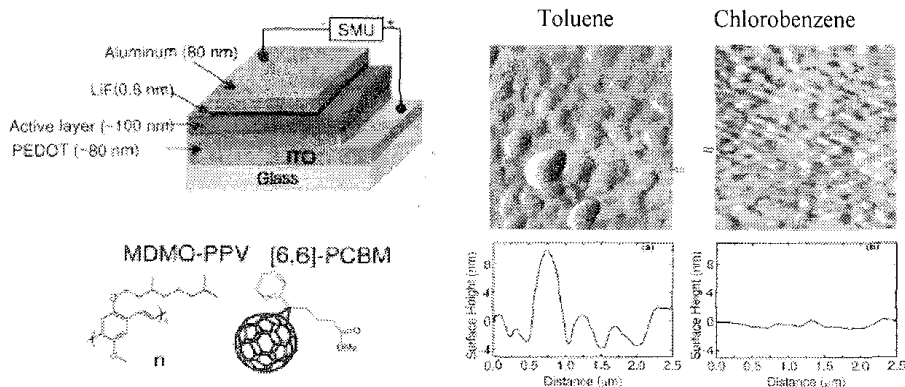 SMU
Aluminum (80 nm)
LiF(0.6 nm)
Active layer (~100 nm)
PEDOT (~80 nm)
ITO
Glass
MDMO-PPV [6,6]-PCBM
n
OMe
Toluene
(a)
Surface Height (nm)
8
4
0
-4
0.0 0.5 1.0 1.5 2.0 2.5
Distance (μm)
Chlorobenzene
(b)
Surface Height (nm)
8
4
0
-4
0.0 0.5 1.0 1.5 2.0 2.5
Distance (μm)